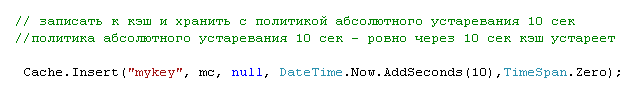 // записать к кэш и хранить с политикой абсолютного устаревания 10 сек
//политика абсолютного устаревания 10 сек - ровно через 10 сек кэш устареет
Cache.Insert("mykey", mc, null, DateTime.Now.AddSeconds(10),TimeSpan.Zero);